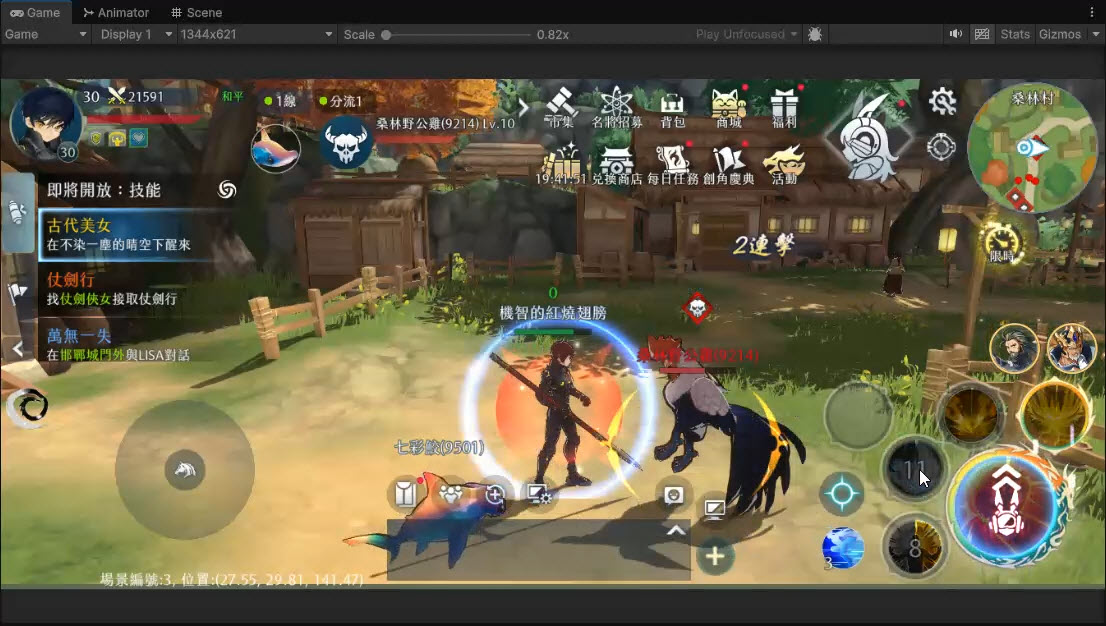 Game Animator Scene
Game Display 1 1344x621 Scale 0.82x Play Unfocused Stats Gizmos
30 21591 和平 1線 分流1
30
桑林野公雞(9214) Lv.10
市集 名將招募 背包 商城 福利
19:41:51 兌換商店 每日任務 創角慶典 活動
桑林村
限時
即將開放：技能
古代美女
在不染一塵的晴空下醒來
仗劍行
找仗劍俠女接取仗劍行
萬無一失
在邯鄲城門外與LISA對話
2連擊
0
機智的紅燒翅膀
桑林野公雞(9214)
七彩鮫(9501)
11
8
3
場景編號:3, 位置:(27.55, 29.81, 141.47)